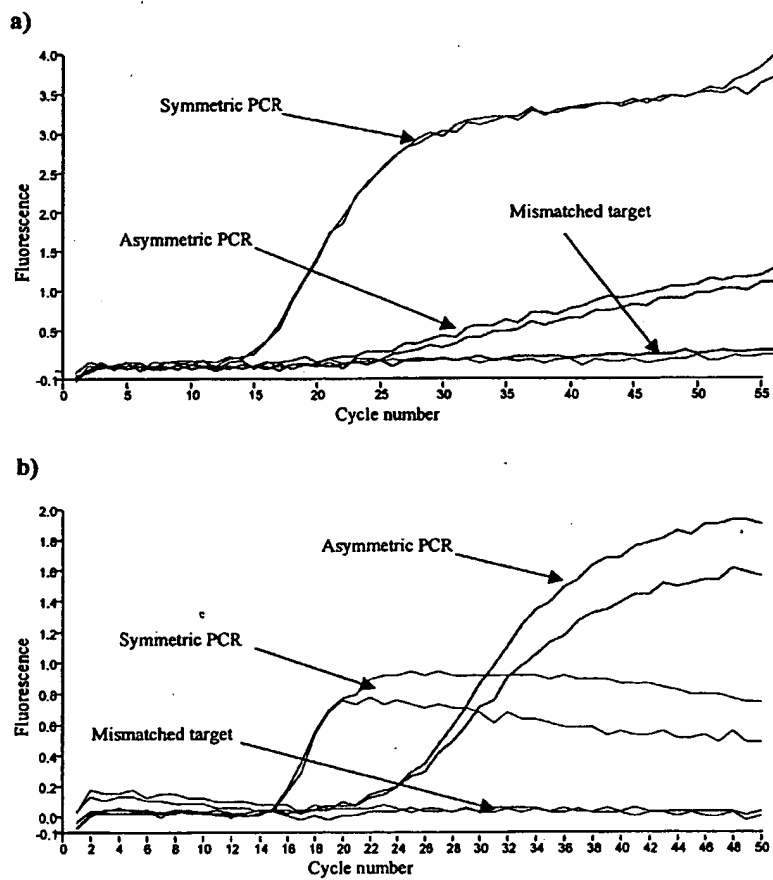 a)
4.0
3.5
3.0
2.5
2.0
1.5
1.0
0.5
-0.1
Fluorescence
Symmetric PCR
Asymmetric PCR
Mismatched target
0 5 10 15 20 25 30 35 40 45 50 55
Cycle number
b)
2.0
1.8
1.6
1.4
1.2
1.0
0.8
0.6
0.4
0.2
0.0
-0.1
Fluorescence
Asymmetric PCR
Symmetric PCR
Mismatched target
0 2 4 6 8 10 12 14 16 18 20 22 24 26 28 30 32 34 36 38 40 42 44 46 48 50
Cycle number